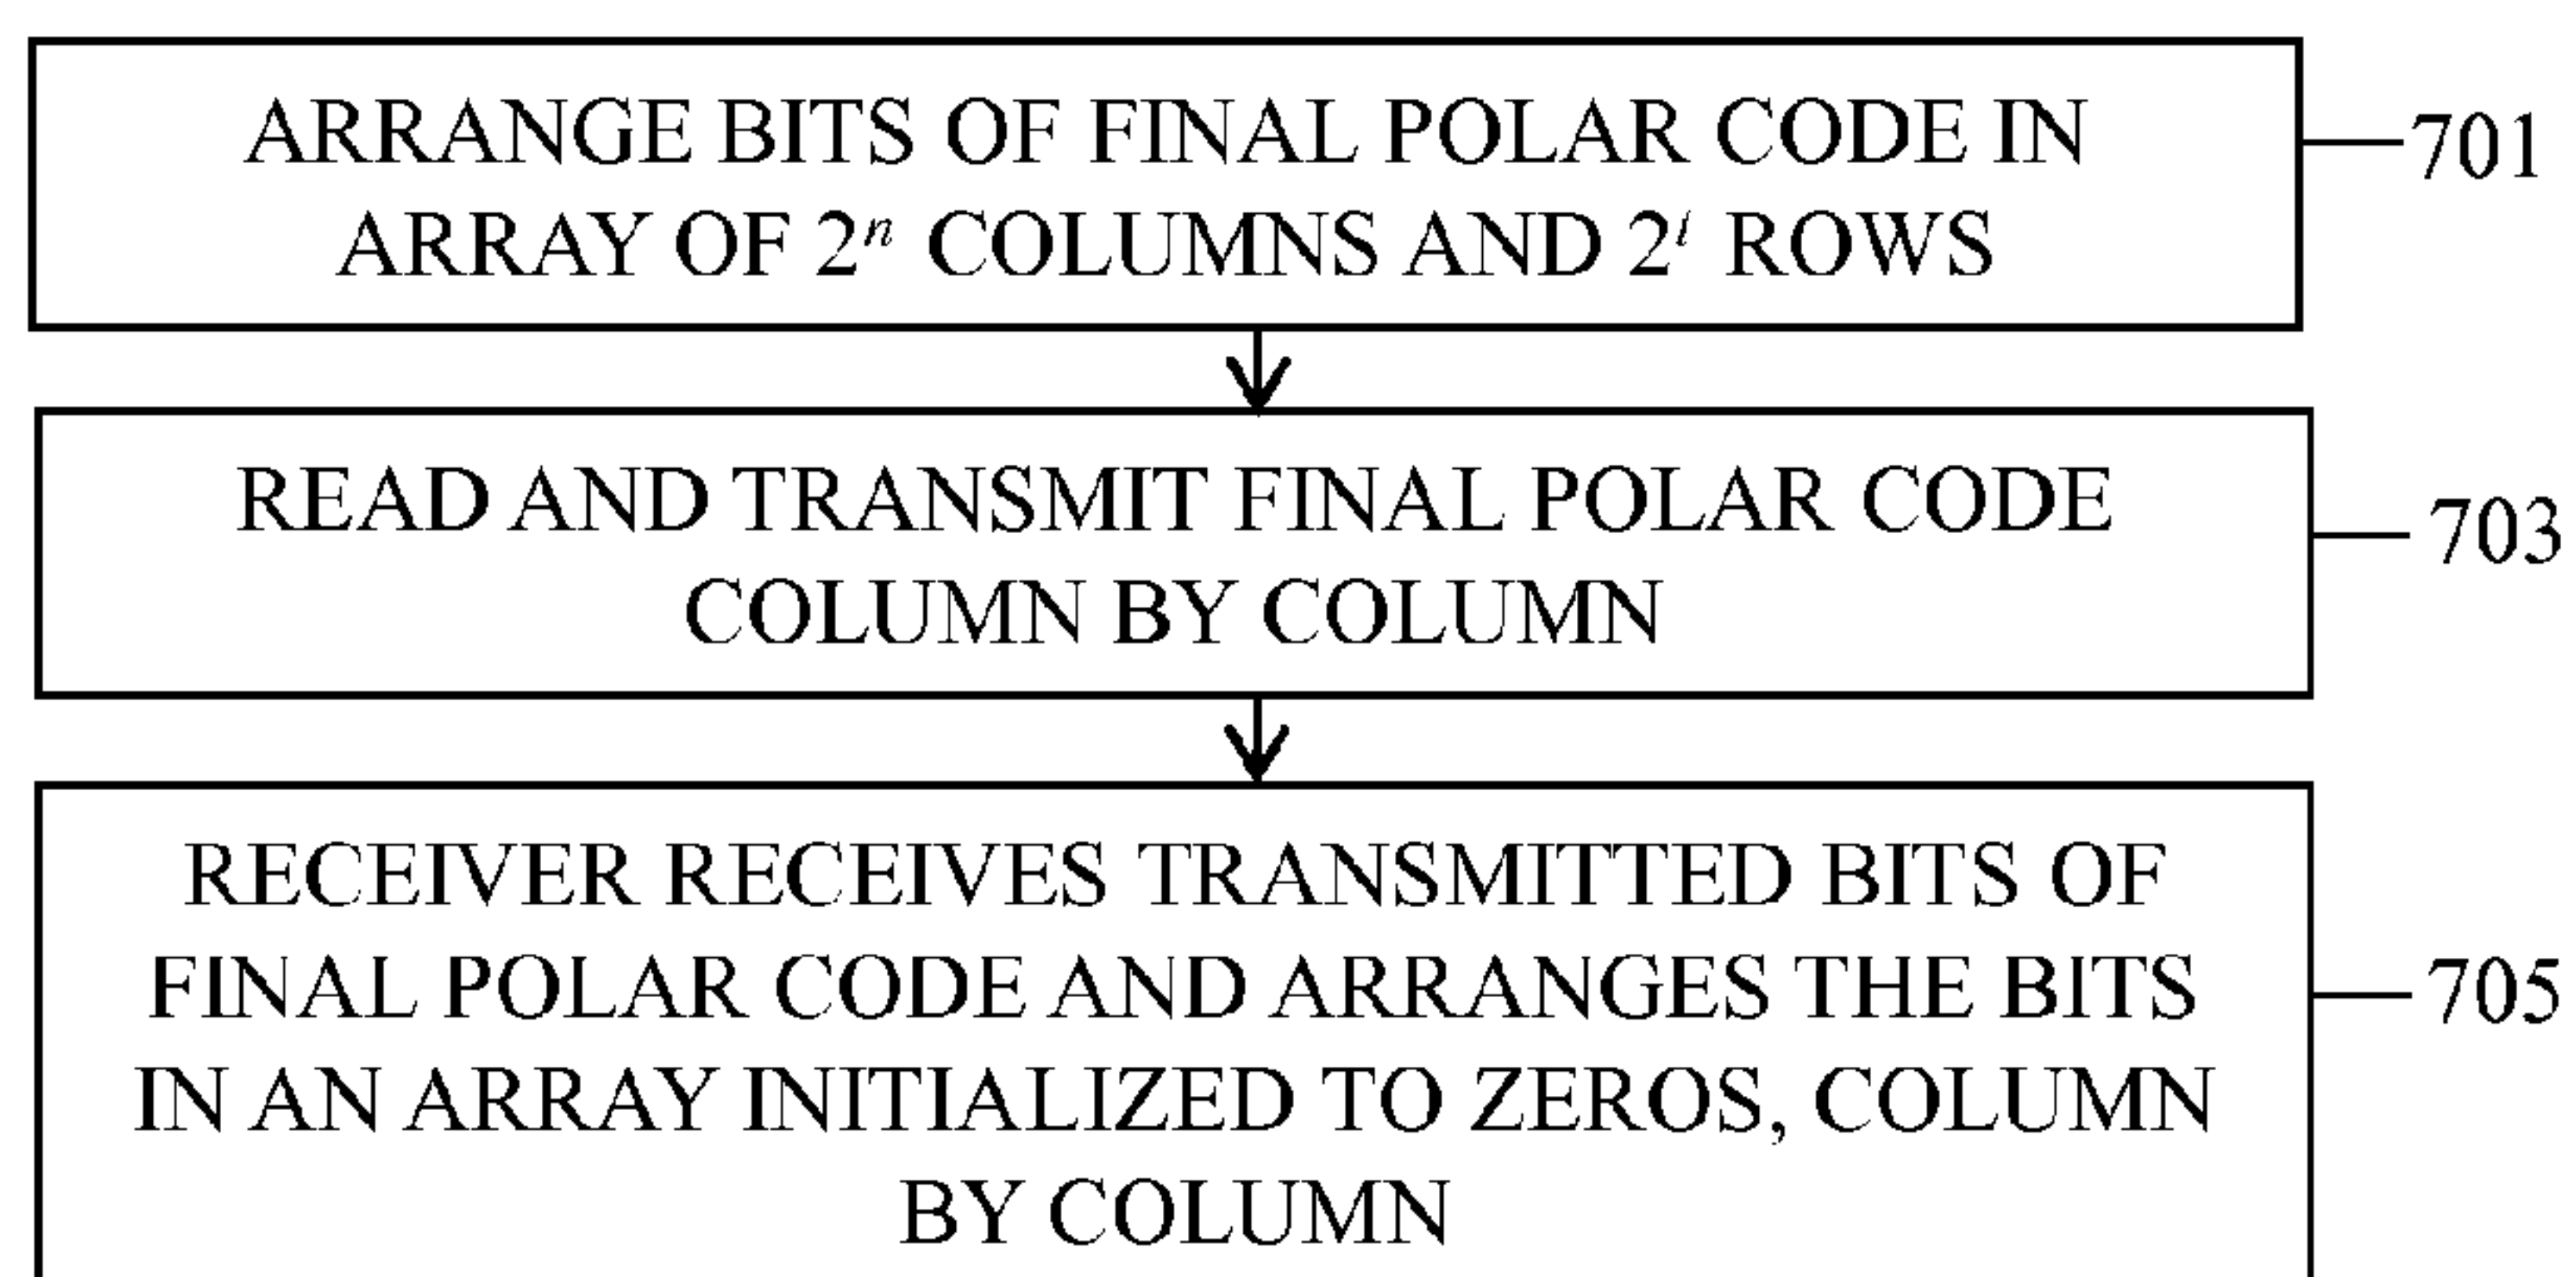 ARRANGE BITS OF FINAL POLAR CODE IN
701
ARRAY OF 2ⁿ COLUMNS AND 2ᵗ ROWS
READ AND TRANSMIT FINAL POLAR CODE
703
COLUMN BY COLUMN
RECEIVER RECEIVES TRANSMITTED BITS OF
FINAL POLAR CODE AND ARRANGES THE BITS
705
IN AN ARRAY INITIALIZED TO ZEROS, COLUMN
BY COLUMN